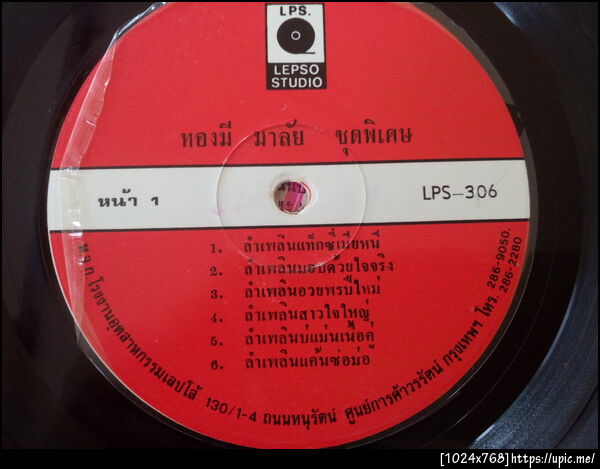 LPS.
LEPSO
STUDIO
ทองมี มาลัย ชุดพิเศษ
หน้า 1
LPS-306
1. ลำเพลินแท็กซี่เมียหนี
2. ลำเพลินมอบด้วยใจจริง
3. ลำเพลินอวยพรปีใหม่
4. ลำเพลินสาวใจใหญ่
5. ลำเพลินบ่แม่นเนื้อคู่
6. ลำเพลินแค้นซ่อม่อ
ห.จ.ก.โรงงานอุตสาหกรรมเลปโส้ 130/1-4 ถนนทนุรัตน์ ศูนย์การค้าวรรัตน์ กรุงเทพฯ โทร. 286-9050. 286-2280
[1024x768]https://upic.me/